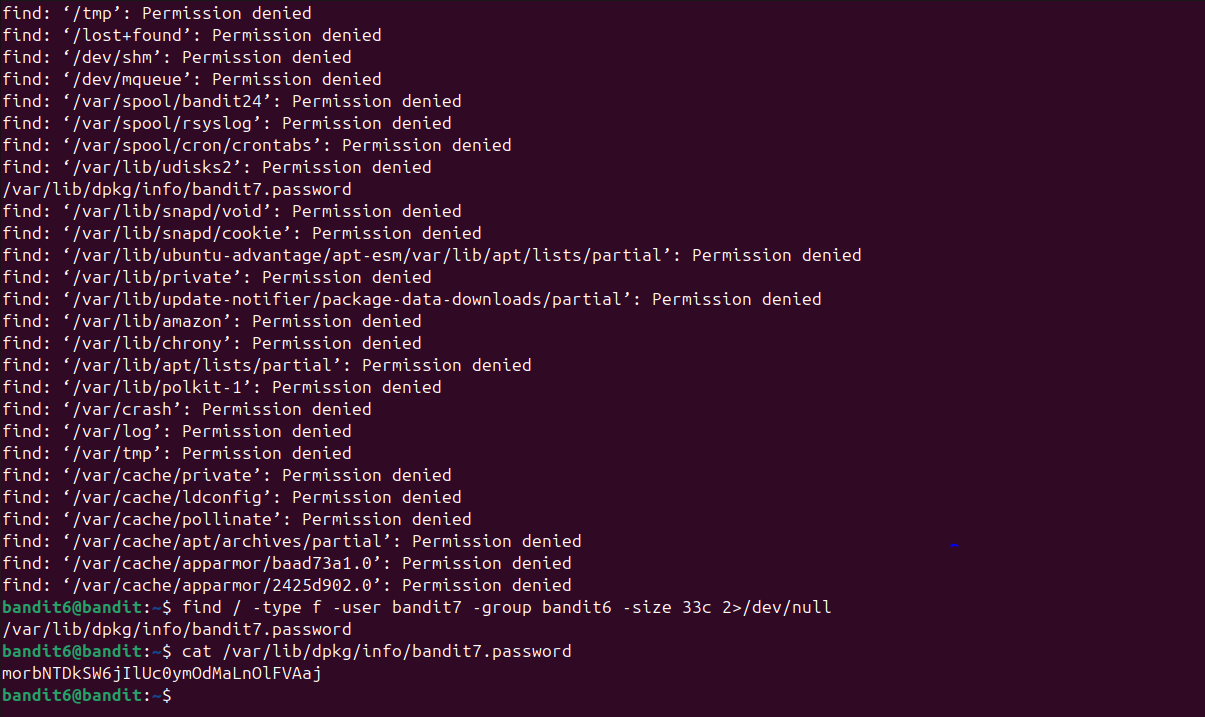 find: ‘/tmp’: Permission denied
find: ‘/lost+found’: Permission denied
find: ‘/dev/shm’: Permission denied
find: ‘/dev/mqueue’: Permission denied
find: ‘/var/spool/bandit24’: Permission denied
find: ‘/var/spool/rsyslog’: Permission denied
find: ‘/var/spool/cron/crontabs’: Permission denied
find: ‘/var/lib/udisks2’: Permission denied
/var/lib/dpkg/info/bandit7.password
find: ‘/var/lib/snapd/void’: Permission denied
find: ‘/var/lib/snapd/cookie’: Permission denied
find: ‘/var/lib/ubuntu-advantage/apt-esm/var/lib/apt/lists/partial’: Permission denied
find: ‘/var/lib/private’: Permission denied
find: ‘/var/lib/update-notifier/package-data-downloads/partial’: Permission denied
find: ‘/var/lib/amazon’: Permission denied
find: ‘/var/lib/chrony’: Permission denied
find: ‘/var/lib/apt/lists/partial’: Permission denied
find: ‘/var/lib/polkit-1’: Permission denied
find: ‘/var/crash’: Permission denied
find: ‘/var/log’: Permission denied
find: ‘/var/tmp’: Permission denied
find: ‘/var/cache/private’: Permission denied
find: ‘/var/cache/ldconfig’: Permission denied
find: ‘/var/cache/pollinate’: Permission denied
find: ‘/var/cache/apt/archives/partial’: Permission denied
find: ‘/var/cache/apparmor/baad73a1.0’: Permission denied
find: ‘/var/cache/apparmor/2425d902.0’: Permission denied
bandit6@bandit:~$ find / -type f -user bandit7 -group bandit6 -size 33c 2>/dev/null
/var/lib/dpkg/info/bandit7.password
bandit6@bandit:~$ cat /var/lib/dpkg/info/bandit7.password
morbNTDkSW6jIlUc0ymOdMaLnOlFVAaj
bandit6@bandit:~$